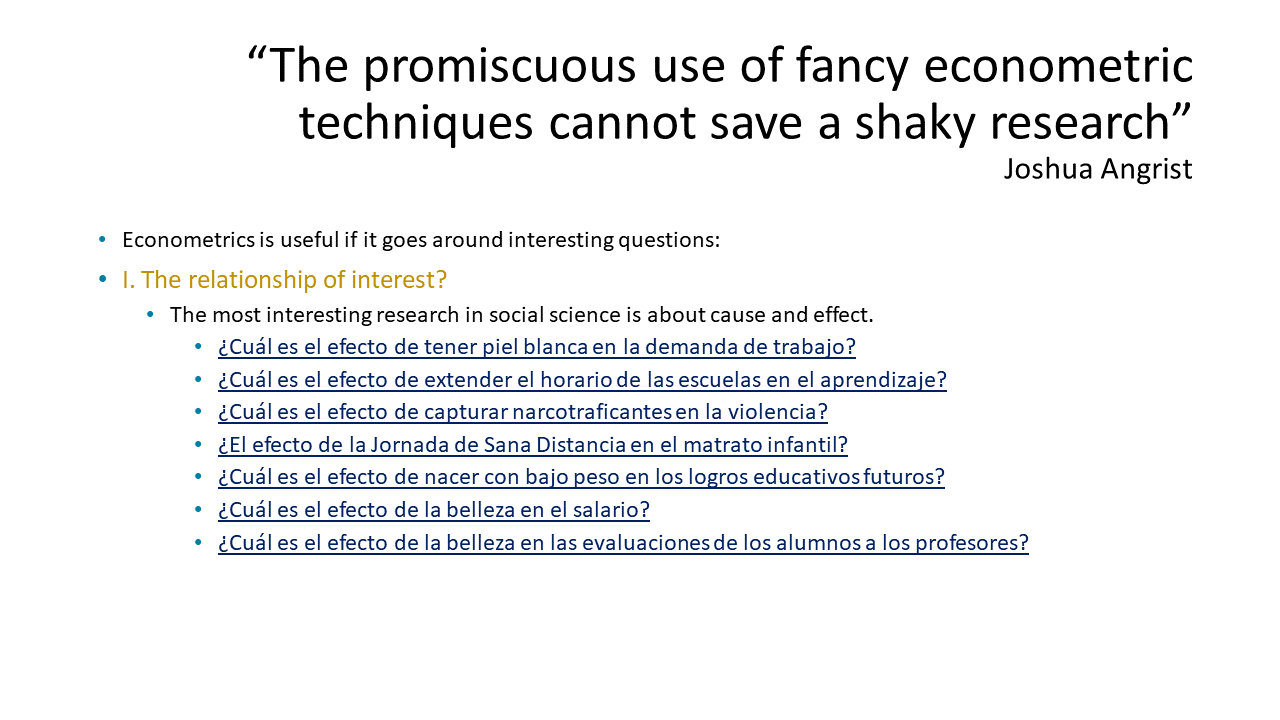 “The promiscuous use of fancy econometric
techniques cannot save a shaky research”
Joshua Angrist
• Econometrics is useful if it goes around interesting questions:
• I. The relationship of interest?
• The most interesting research in social science is about cause and effect.
• ¿Cuál es el efecto de tener piel blanca en la demanda de trabajo?
• ¿Cuál es el efecto de extender el horario de las escuelas en el aprendizaje?
• ¿Cuál es el efecto de capturar narcotraficantes en la violencia?
• ¿El efecto de la Jornada de Sana Distancia en el matrato infantil?
• ¿Cuál es el efecto de nacer con bajo peso en los logros educativos futuros?
• ¿Cuál es el efecto de la belleza en el salario?
• ¿Cuál es el efecto de la belleza en las evaluaciones de los alumnos a los profesores?